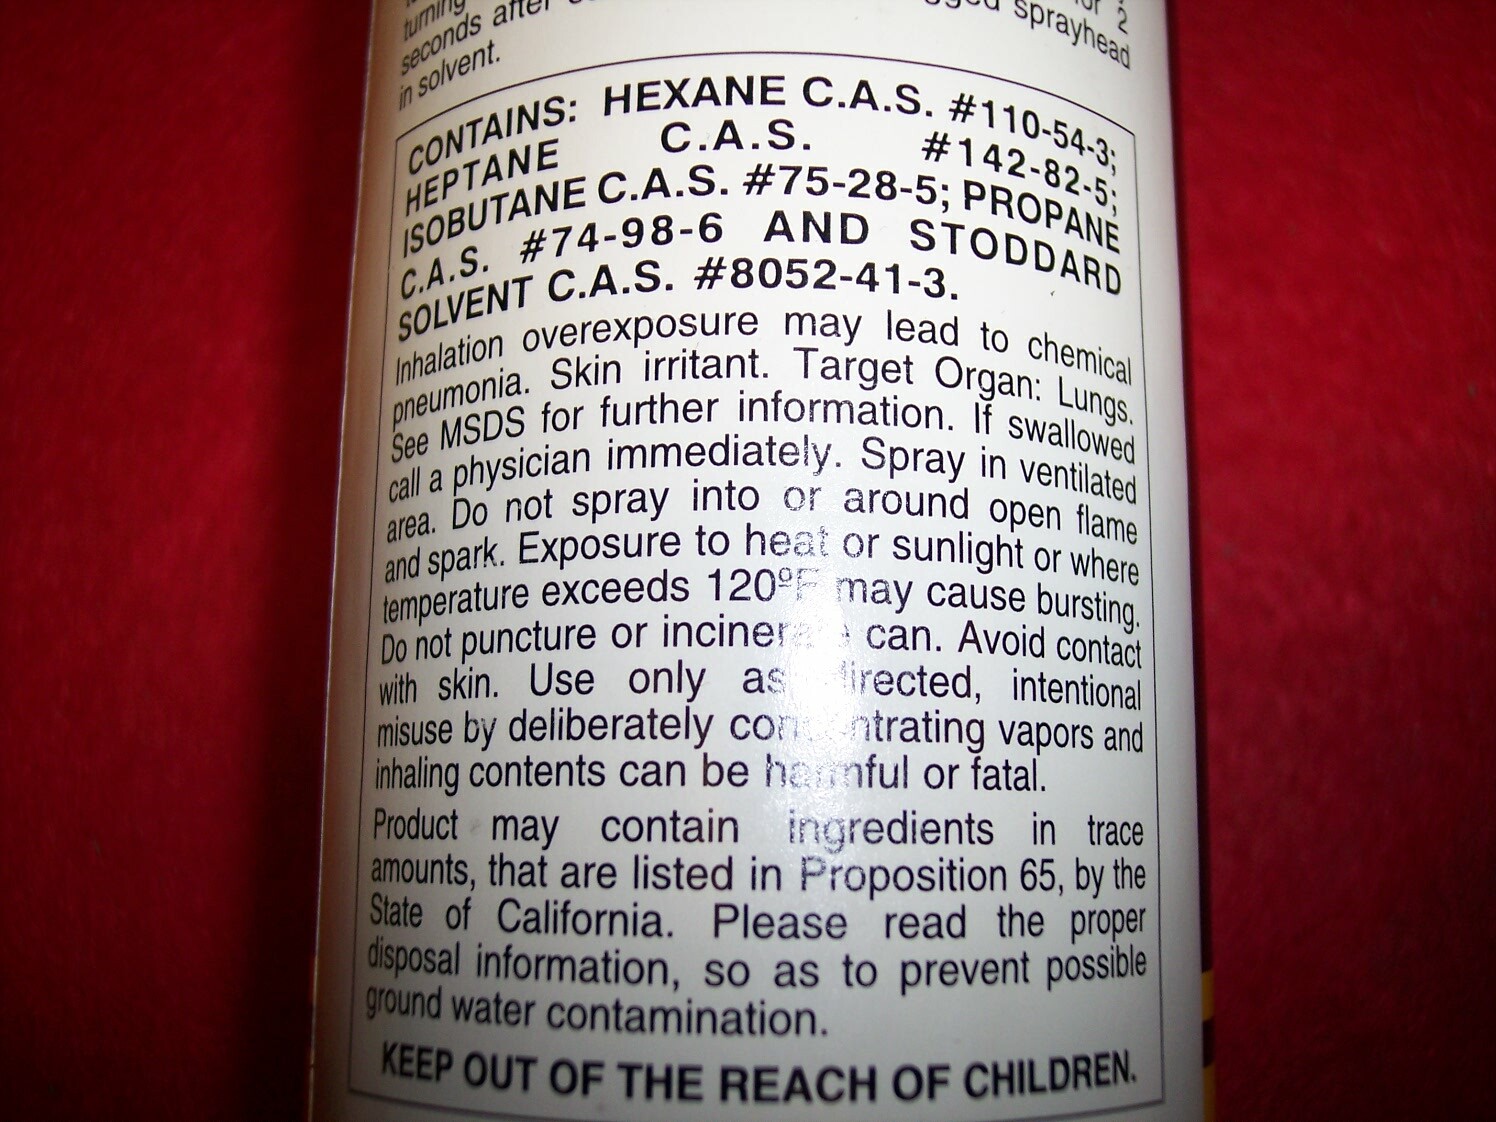 turning
seconds after sprayhead
in solvent.
CONTAINS: HEXANE C.A.S. #110-54-3;
HEPTANE C.A.S. #142-82-5;
ISOBUTANE C.A.S. #75-28-5; PROPANE
C.A.S. #74-98-6 AND STODDARD
SOLVENT C.A.S. #8052-41-3.
Inhalation overexposure may lead to chemical
pneumonia. Skin irritant. Target Organ: Lungs.
See MSDS for further information. If swallowed
call a physician immediately. Spray in ventilated
area. Do not spray into or around open flame
and spark. Exposure to heat or sunlight or where
temperature exceeds 120ºF may cause bursting.
Do not puncture or incinerate can. Avoid contact
with skin. Use only as directed, intentional
misuse by deliberately concentrating vapors and
inhaling contents can be harmful or fatal.
Product may contain ingredients in trace
amounts, that are listed in Proposition 65, by the
State of California. Please read the proper
disposal information, so as to prevent possible
ground water contamination.
KEEP OUT OF THE REACH OF CHILDREN.